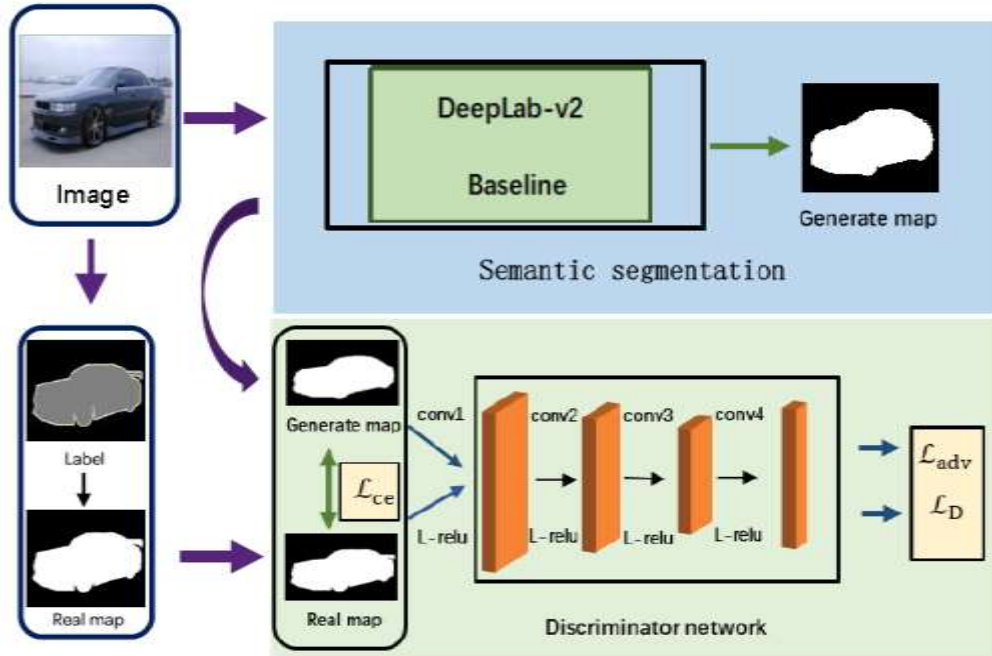 Image
DeepLab-v2
Baseline
Generate map
Semantic segmentation
Label
Real map
Generate map
ℒce
Real map
conv1
conv2
conv3
conv4
L-relu
L-relu
L-relu
L-relu
ℒadv
ℒD
Discriminator network